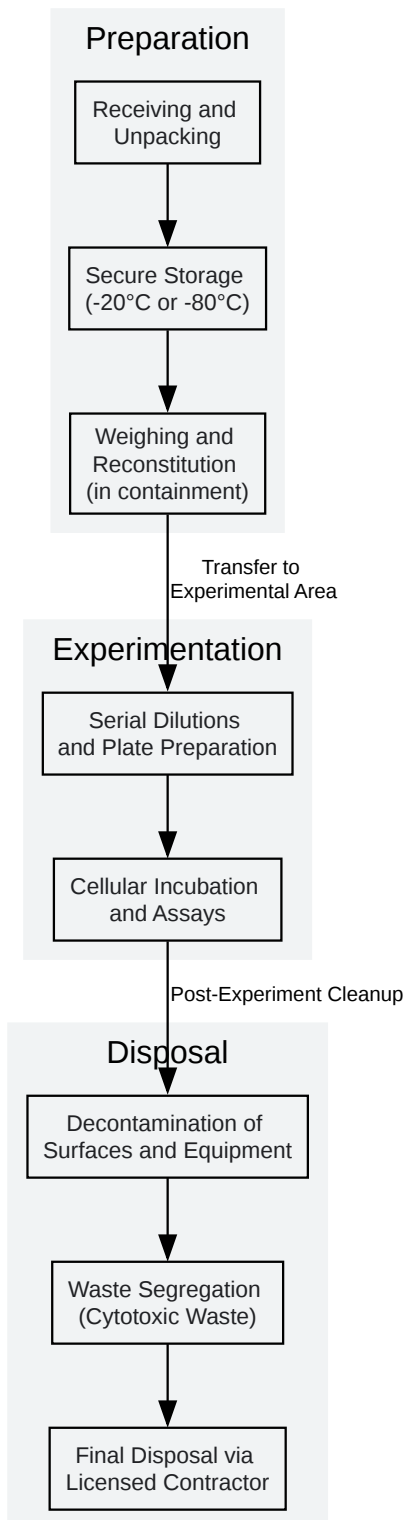 Preparation
Receiving and
Unpacking
Secure Storage
(-20°C or -80°C)
Weighing and
Reconstitution
(in containment)
Transfer to
Experimental Area
Experimentation
Serial Dilutions
and Plate Preparation
Cellular Incubation
and Assays
Post-Experiment Cleanup
Disposal
Decontamination of
Surfaces and Equipment
Waste Segregation
(Cytotoxic Waste)
Final Disposal via
Licensed Contractor